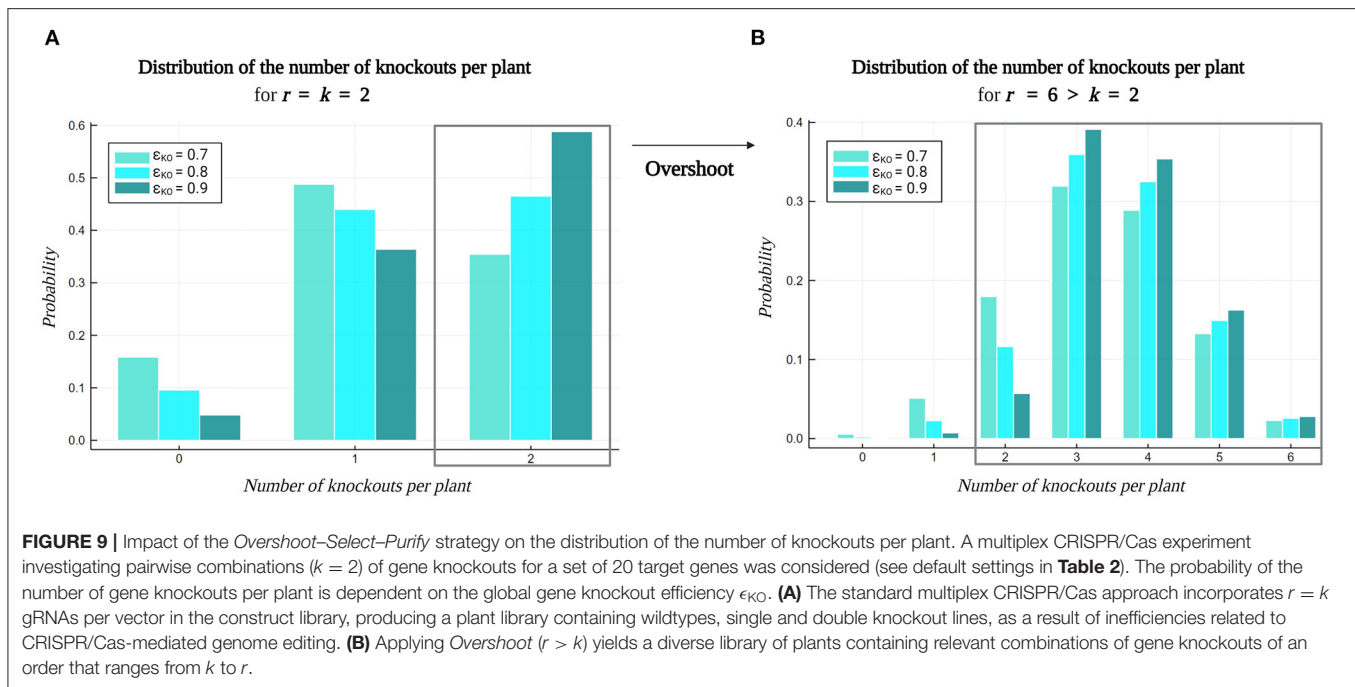 A
Distribution of the number of knockouts per plant
for r = k = 2
0.6
0.5
0.4
0.3
0.2
0.1
0.0
Probability
εKO = 0.7
εKO = 0.8
εKO = 0.9
0 1 2
Number of knockouts per plant
Overshoot
B
Distribution of the number of knockouts per plant
for r = 6 > k = 2
0.4
0.3
0.2
0.1
0.0
Probability
εKO = 0.7
εKO = 0.8
εKO = 0.9
0 1 2 3 4 5 6
Number of knockouts per plant
FIGURE 9 | Impact of the Overshoot–Select–Purify strategy on the distribution of the number of knockouts per plant. A multiplex CRISPR/Cas experiment
investigating pairwise combinations (k = 2) of gene knockouts for a set of 20 target genes was considered (see default settings in Table 2). The probability of the
number of gene knockouts per plant is dependent on the global gene knockout efficiency ϵKO. (A) The standard multiplex CRISPR/Cas approach incorporates r = k
gRNAs per vector in the construct library, producing a plant library containing wildtypes, single and double knockout lines, as a result of inefficiencies related to
CRISPR/Cas-mediated genome editing. (B) Applying Overshoot (r > k) yields a diverse library of plants containing relevant combinations of gene knockouts of an
order that ranges from k to r.